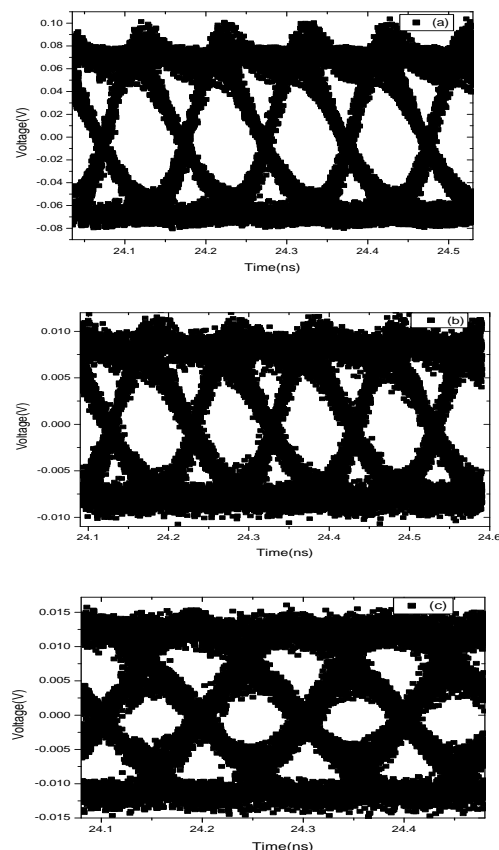 (a)
0.10
0.08
0.06
0.04
0.02
0.00
-0.02
-0.04
-0.06
-0.08
Voltage(V)
24.1 24.2 24.3 24.4 24.5
Time(ns)
(b)
0.010
0.005
0.000
-0.005
-0.010
Voltage(V)
24.1 24.2 24.3 24.4 24.5 24.6
Time(ns)
(c)
0.015
0.010
0.005
0.000
-0.005
-0.010
-0.015
Voltage(V)
24.1 24.2 24.3 24.4
Time(ns)